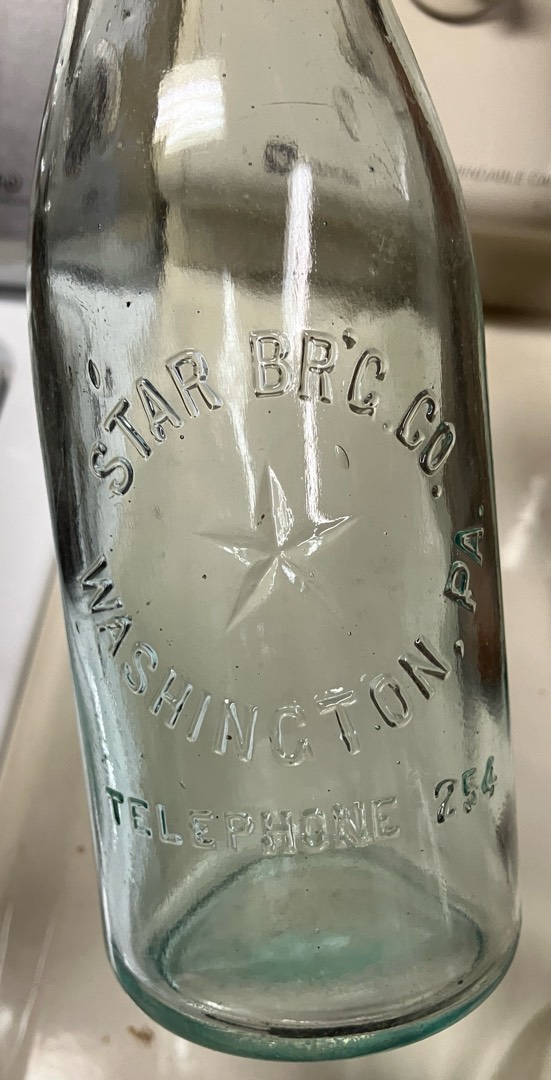 STAR BR'G. CO.
WASHINGTON, PA.
TELEPHONE 254